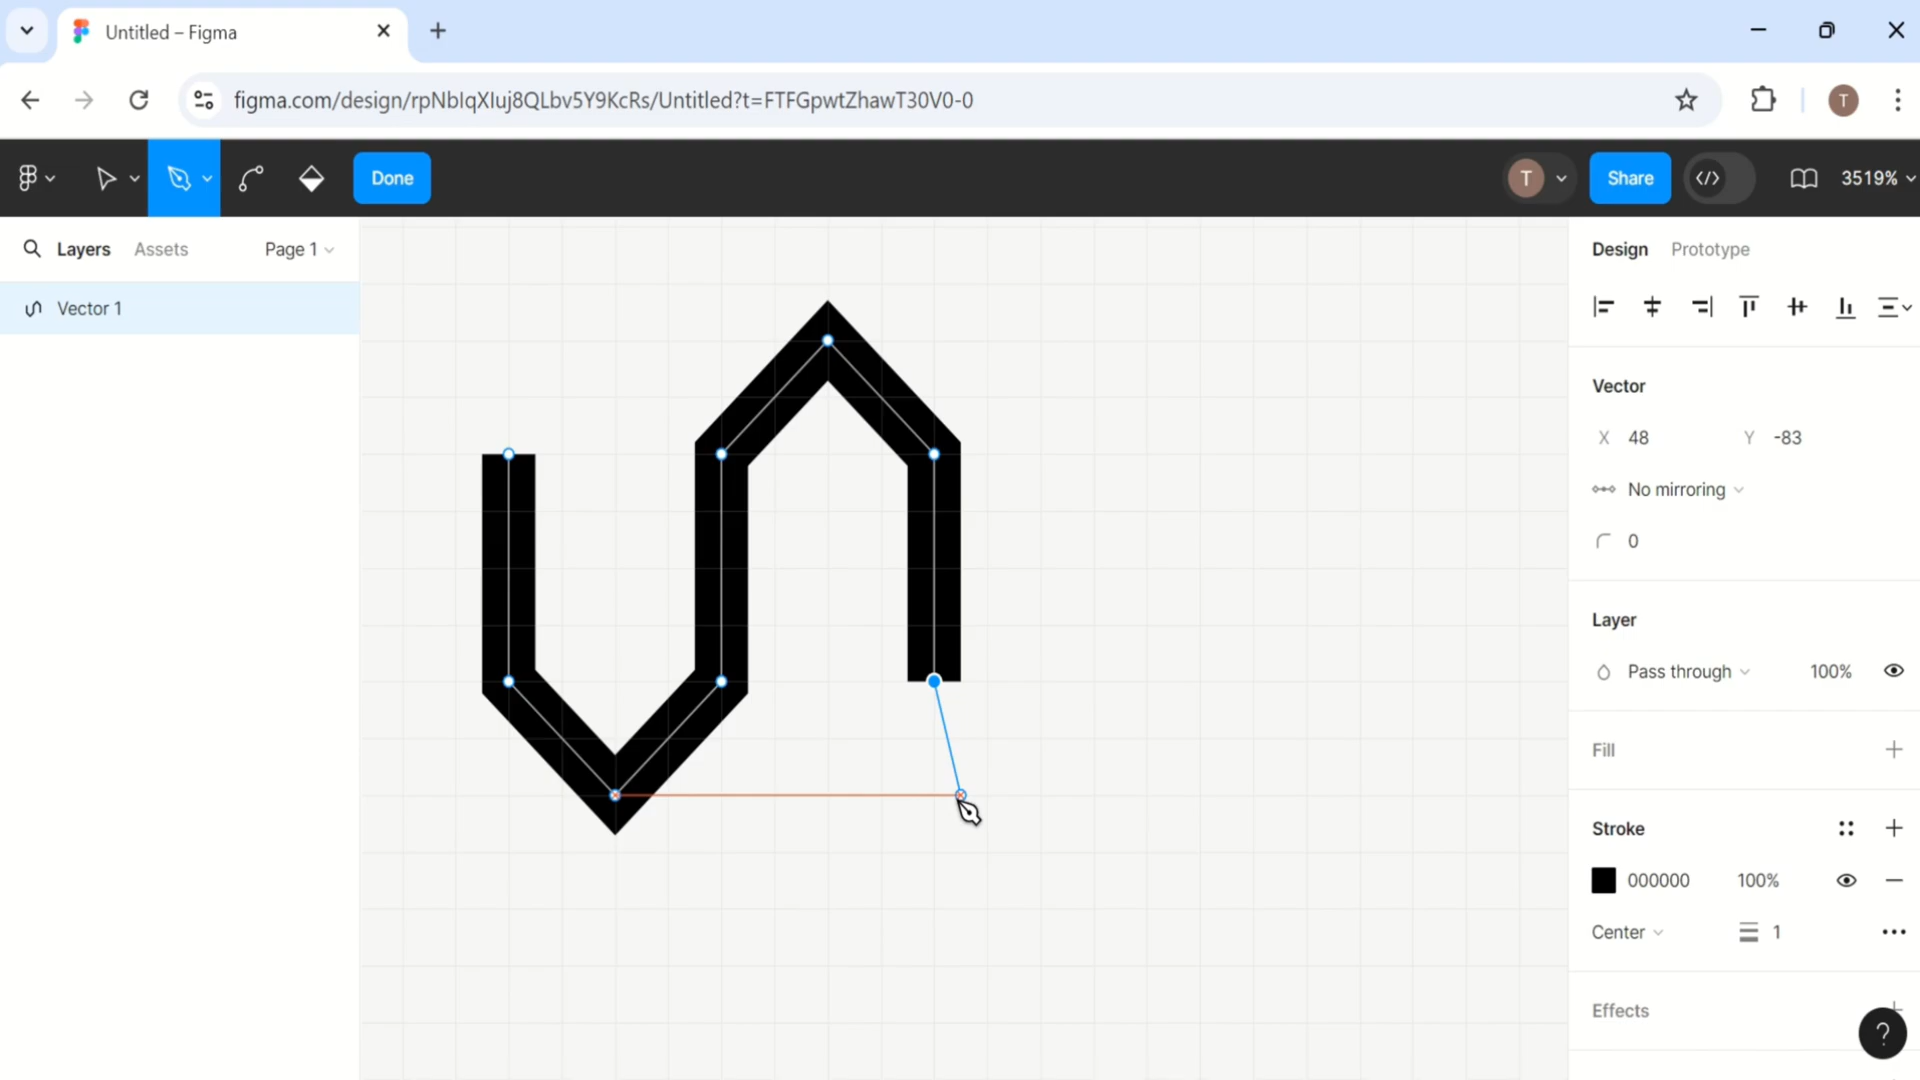 Untitled – Figma
figma.com/design/rpNblqXIuj8QLbv5Y9KcRs/Untitled?t=FTFGpwtZhawT30V0-0
T
Done
T
Share
3519%
Layers
Assets
Page 1
Design
Prototype
Vector 1
Vector
X 48
Y -83
No mirroring
0
Layer
Pass through
100%
Fill
Stroke
000000
100%
Center
1
Effects
?